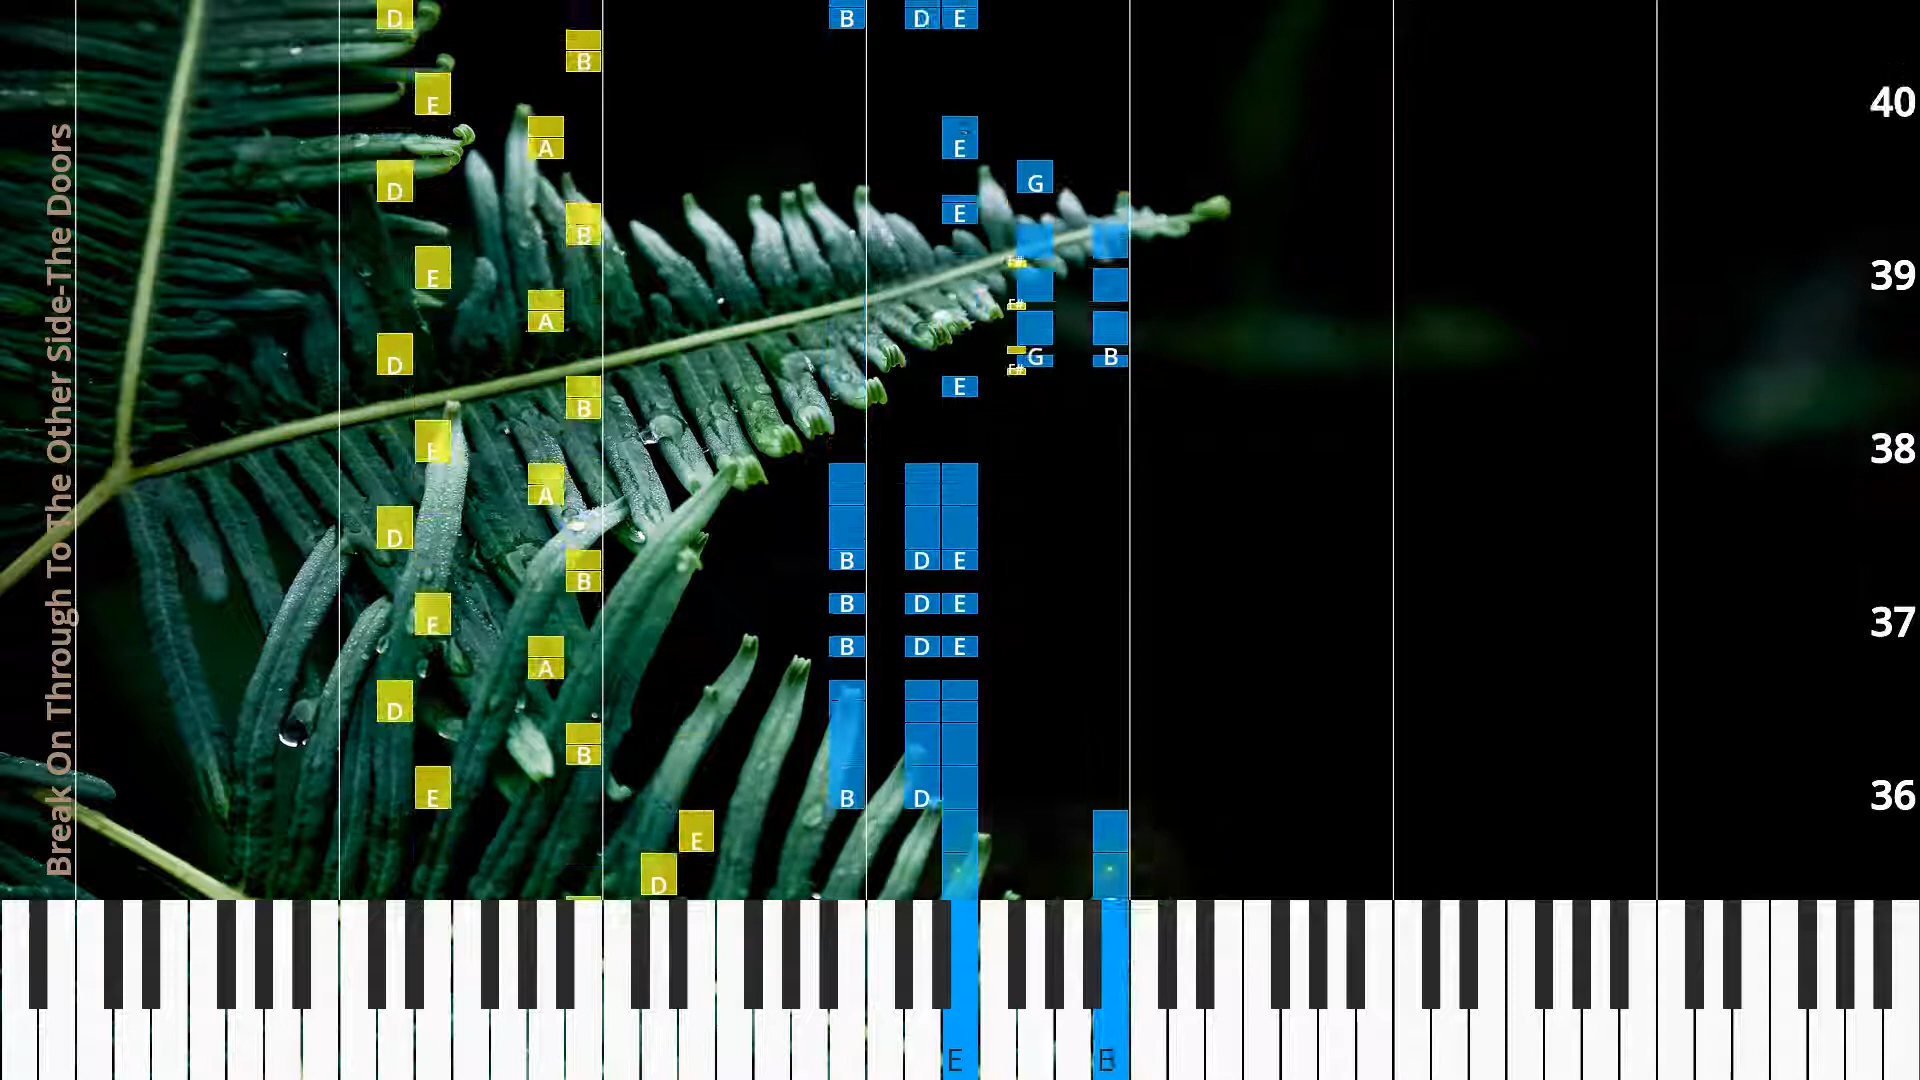 Break On Through To The Other Side-The Doors
D B D E
B
40
E
A E
D G
E
B
39
E
F#
F#
A
G B
D F#
E
B
38
E
A
D
B D E
B
B D E
37
E
B D E
A
D
B
36
E B D
E
D
E B